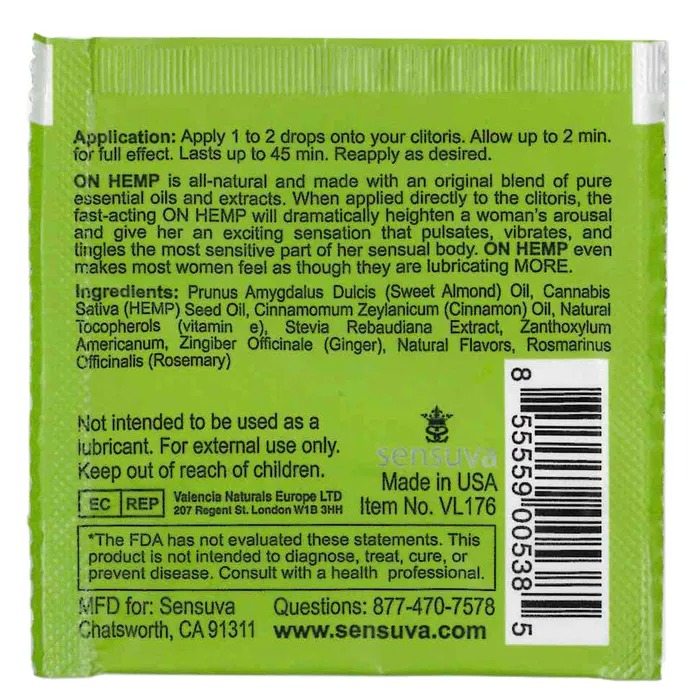 Application: Apply 1 to 2 drops onto your clitoris. Allow up to 2 min.
for full effect. Lasts up to 45 min. Reapply as desired.
ON HEMP is all-natural and made with an original blend of pure
essential oils and extracts. When applied directly to the clitoris, the
fast-acting ON HEMP will dramatically heighten a woman's arousal
and give her an exciting sensation that pulsates, vibrates, and
tingles the most sensitive part of her sensual body. ON HEMP even
makes most women feel as though they are lubricating MORE.
Ingredients: Prunus Amygdalus Dulcis (Sweet Almond) Oil, Cannabis
Sativa (HEMP) Seed Oil, Cinnamomum Zeylanicum (Cinnamon) Oil, Natural
Tocopherols (vitamin e), Stevia Rebaudiana Extract, Zanthoxylum
Americanum, Zingiber Officinale (Ginger), Natural Flavors, Rosmarinus
Officinalis (Rosemary)
Not intended to be used as a
lubricant. For external use only.
Keep out of reach of children.
EC REP Valencia Naturals Europe LTD
207 Regent St. London W1B 3HH
sensuva
Made in USA
Item No. VL176
*The FDA has not evaluated these statements. This
product is not intended to diagnose, treat, cure, or
prevent disease. Consult with a health professional.
MFD for: Sensuva
Chatsworth, CA 91311
Questions: 877-470-7578
www.sensuva.com
8 55559 00538 5